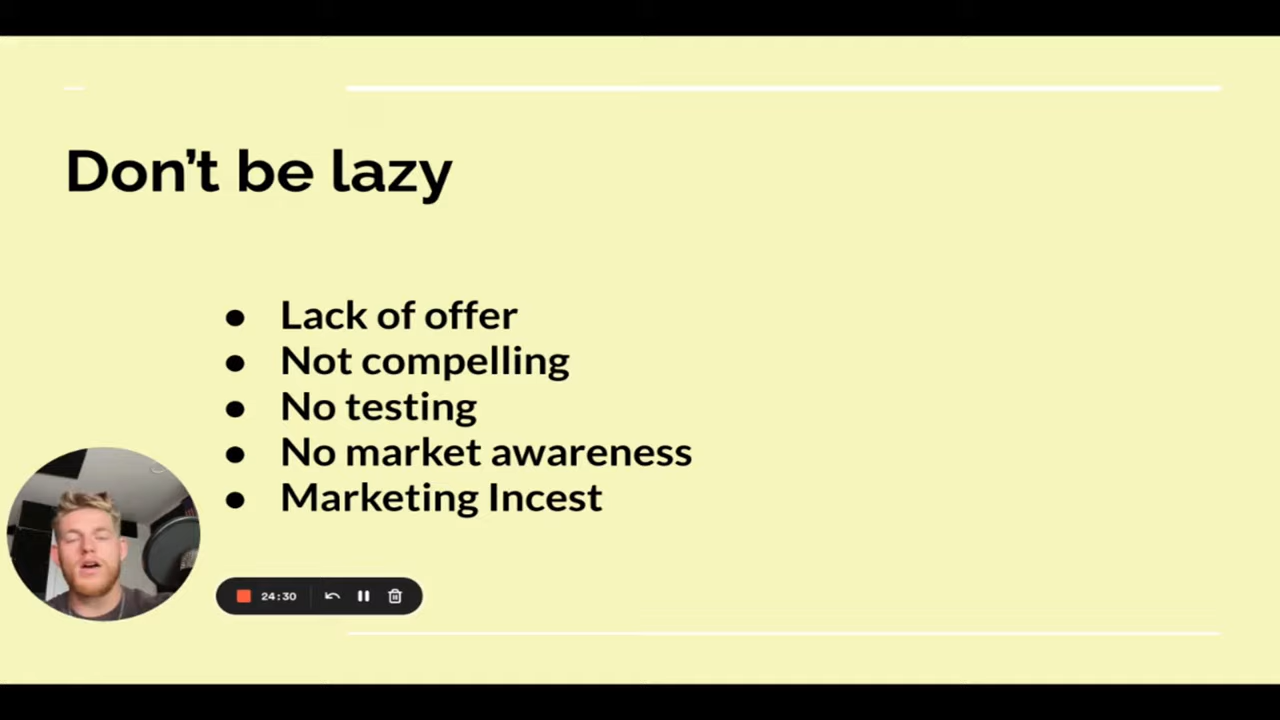 Don't be lazy
● Lack of offer
● Not compelling
● No testing
● No market awareness
● Marketing Incest
24:30